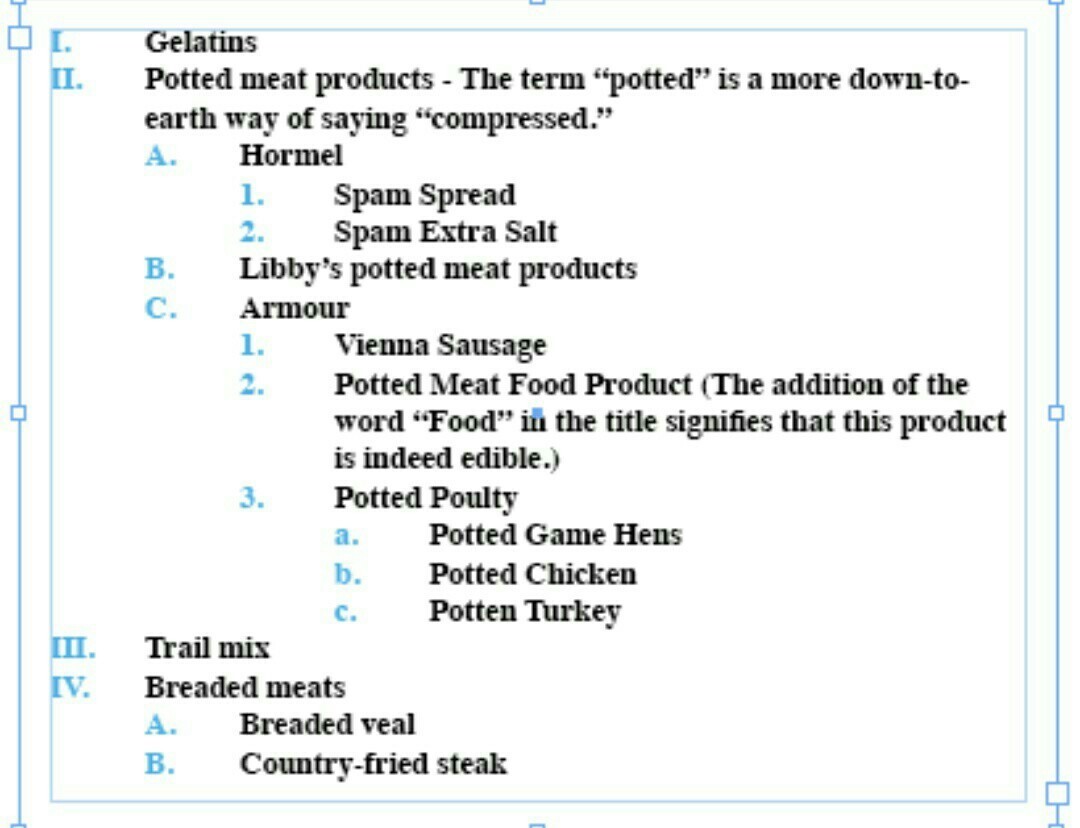 I. Gelatins
II. Potted meat products - The term “potted” is a more down-to-
earth way of saying “compressed.”
A. Hormel
1. Spam Spread
2. Spam Extra Salt
B. Libby’s potted meat products
C. Armour
1. Vienna Sausage
2. Potted Meat Food Product (The addition of the
word “Food” in the title signifies that this product
is indeed edible.)
3. Potted Poulty
a. Potted Game Hens
b. Potted Chicken
c. Potten Turkey
III. Trail mix
IV. Breaded meats
A. Breaded veal
B. Country-fried steak